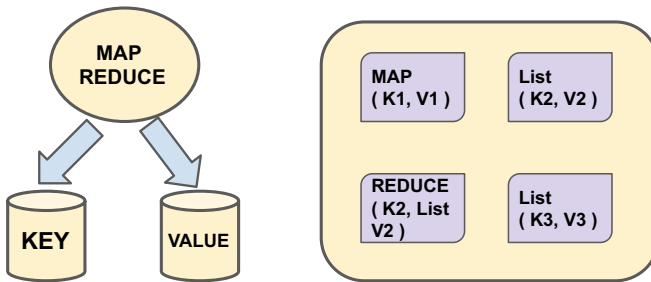 MAP
REDUCE
KEY
VALUE
MAP
( K1, V1 )
List
( K2, V2 )
REDUCE
( K2, List
V2 )
List
( K3, V3 )